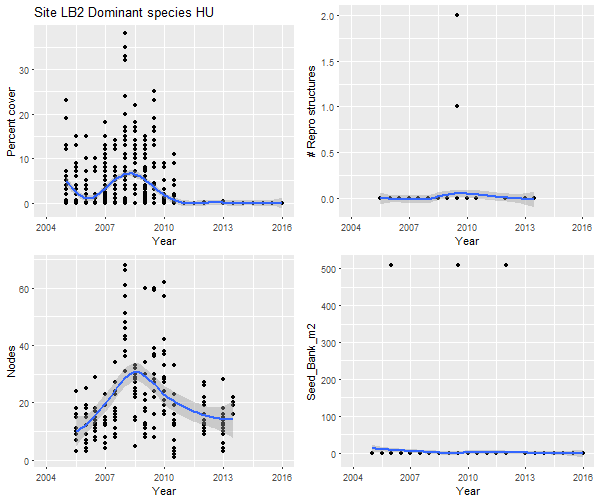 Site LB2 Dominant species HU
Percent cover
30
20
10
0
2004 2007 2010 2013 2016
Year
# Repro structures
2.0
1.5
1.0
0.5
0.0
2004 2007 2010 2013 2016
Year
Nodes
60
40
20
0
2004 2007 2010 2013 2016
Year
Seed_Bank_m2
500
400
300
200
100
0
2004 2007 2010 2013 2016
Year